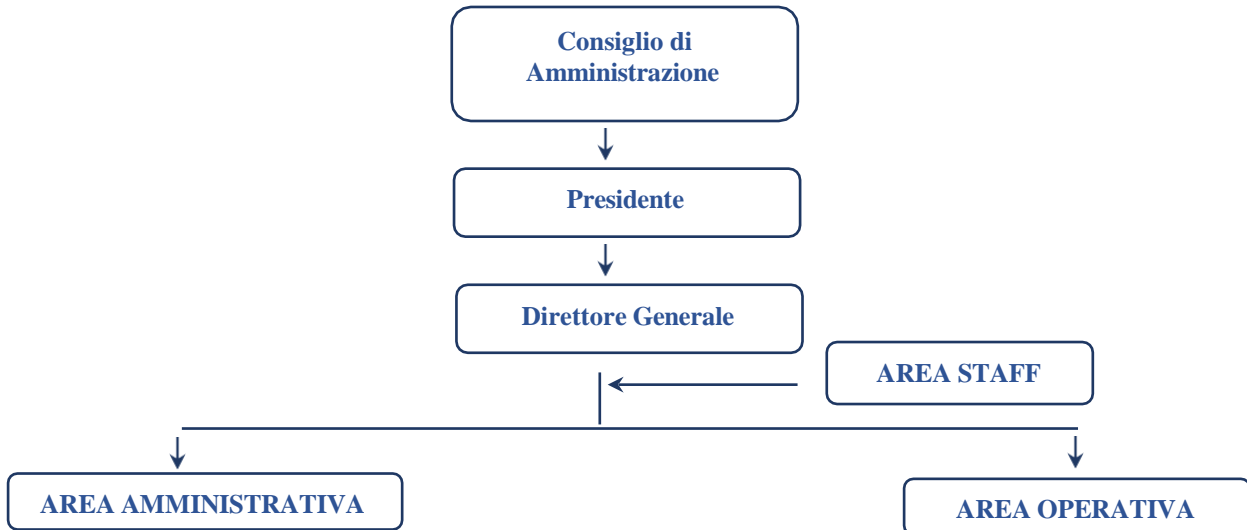 Consiglio di
Amministrazione
Presidente
Direttore Generale
AREA STAFF
AREA AMMINISTRATIVA
AREA OPERATIVA